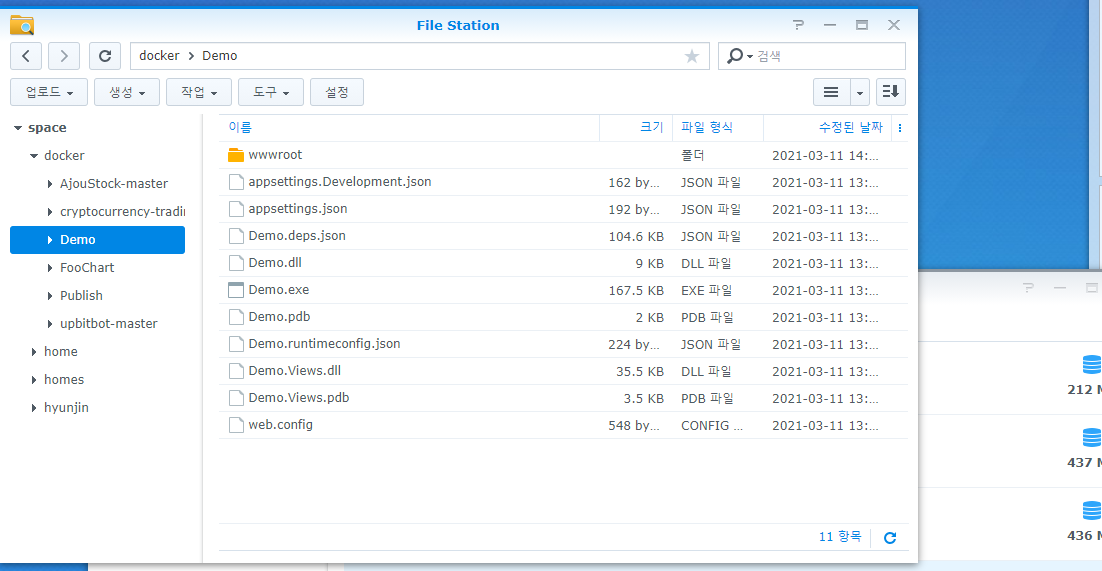 File Station
docker > Demo
검색
업로드 생성 작업 도구 설정
space
docker
AjouStock-master
cryptocurrency-tradi
Demo
FooChart
Publish
upbitbot-master
home
homes
hyunjin
이름 크기 파일 형식 수정된 날짜
wwwroot 폴더 2021-03-11 14:...
appsettings.Development.json 162 by... JSON 파일 2021-03-11 13:...
appsettings.json 192 by... JSON 파일 2021-03-11 13:...
Demo.deps.json 104.6 KB JSON 파일 2021-03-11 13:...
Demo.dll 9 KB DLL 파일 2021-03-11 13:...
Demo.exe 167.5 KB EXE 파일 2021-03-11 13:...
Demo.pdb 2 KB PDB 파일 2021-03-11 13:...
Demo.runtimeconfig.json 224 by... JSON 파일 2021-03-11 13:...
Demo.Views.dll 35.5 KB DLL 파일 2021-03-11 13:...
Demo.Views.pdb 3.5 KB PDB 파일 2021-03-11 13:...
web.config 548 by... CONFIG ... 2021-03-11 13:...
11 항목
212 M
437 M
436 M